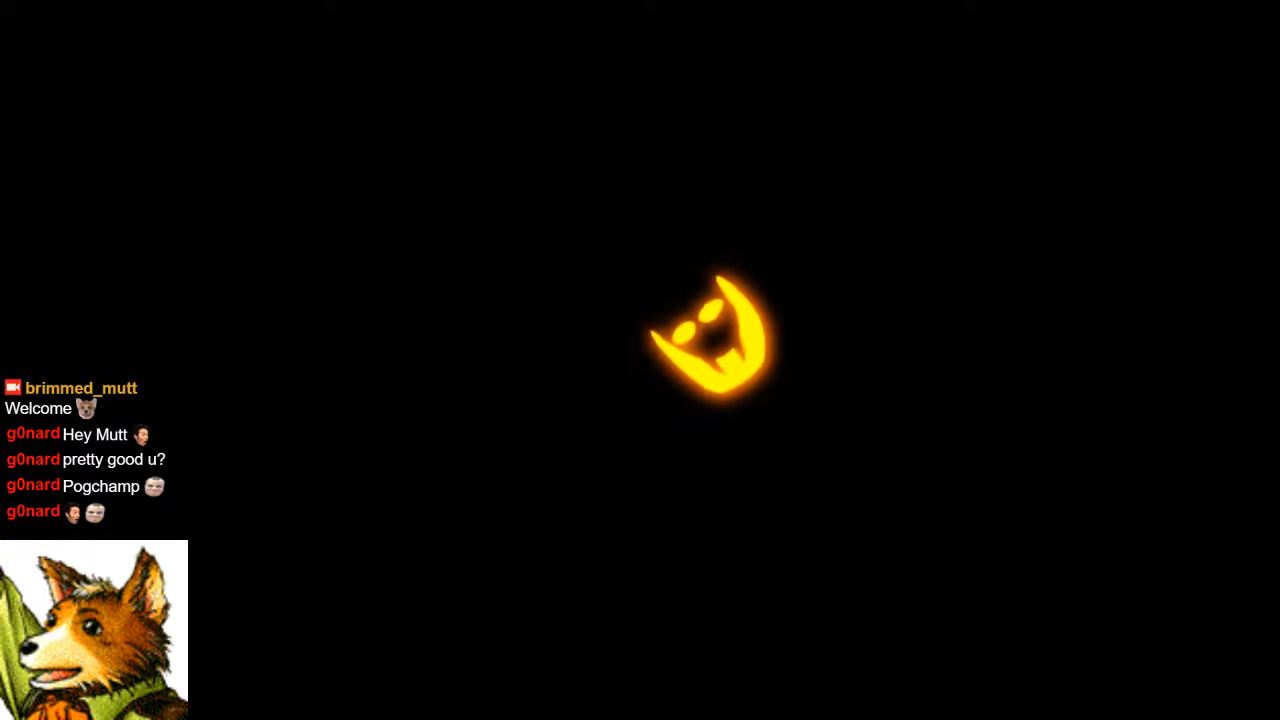 brimmed_mutt
Welcome
g0nard Hey Mutt
g0nard pretty good u?
g0nard Pogchamp
g0nard